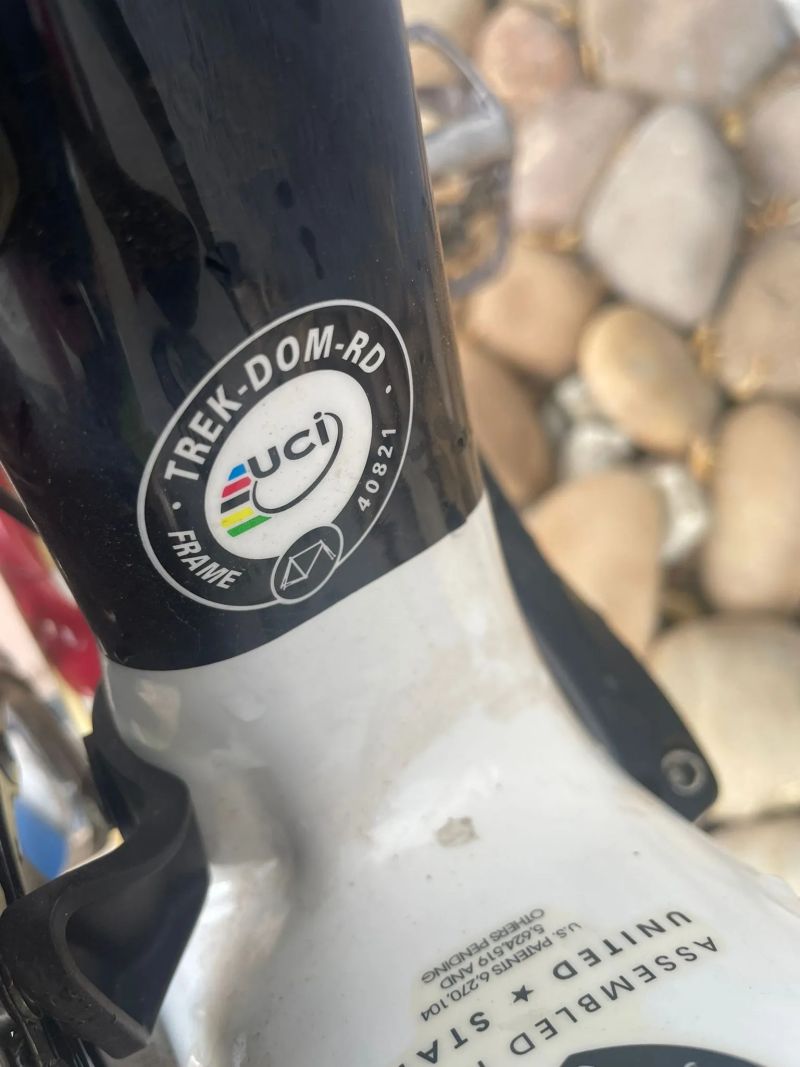 TREK-DOM-RD
uci
40821
FRAME
ASSEMBLED
UNITED ★ STA
U.S. PATENTS 6,270,104
5,624,519 AND
OTHERS PENDING